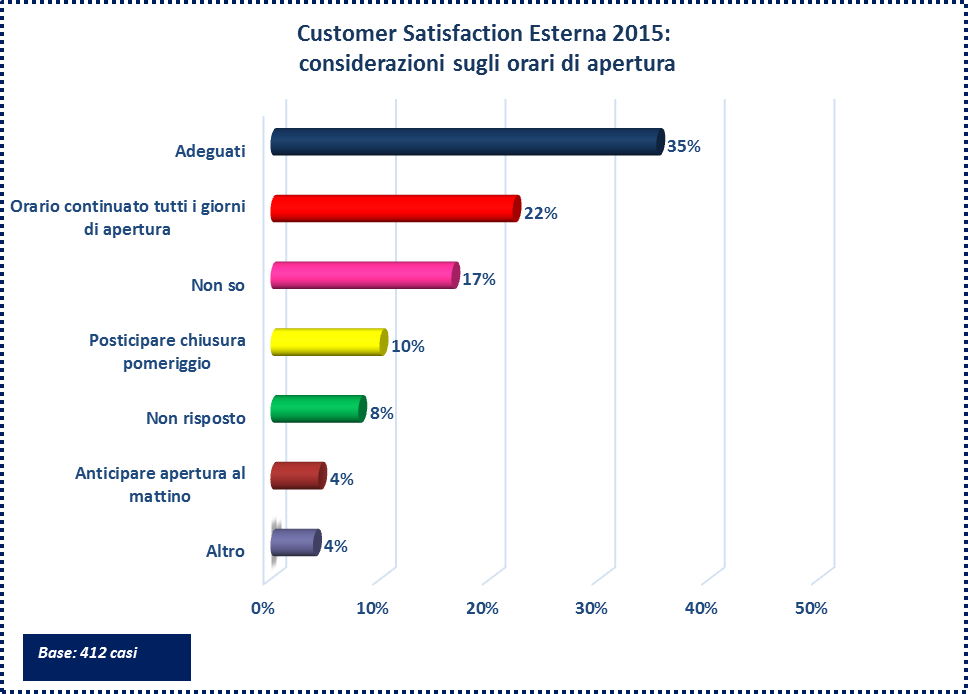 Customer Satisfaction Esterna 2015:
considerazioni sugli orari di apertura
Adeguati
35%
Orario continuato tutti i giorni
di apertura
22%
Non so
17%
Posticipare chiusura
pomeriggio
10%
Non risposto
8%
Anticipare apertura al
mattino
4%
Altro
4%
0% 10% 20% 30% 40% 50%
Base: 412 casi